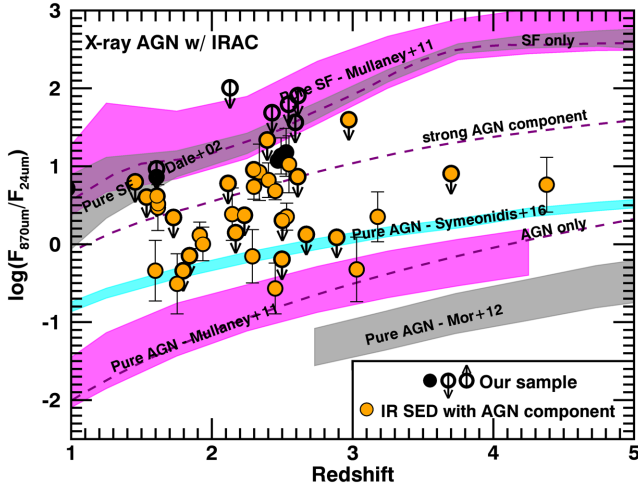 X-ray AGN w/ IRAC
SF only
Pure SF - Mullaney+11
strong AGN component
Pure SF - Dale+02
Pure AGN - Symeonidis+16
AGN only
Pure AGN - Mullaney+11
Pure AGN - Mor+12
Our sample
IR SED with AGN component
log(F870um/F24um)
3
2
1
0
-1
-2
1
2
3
4
5
Redshift